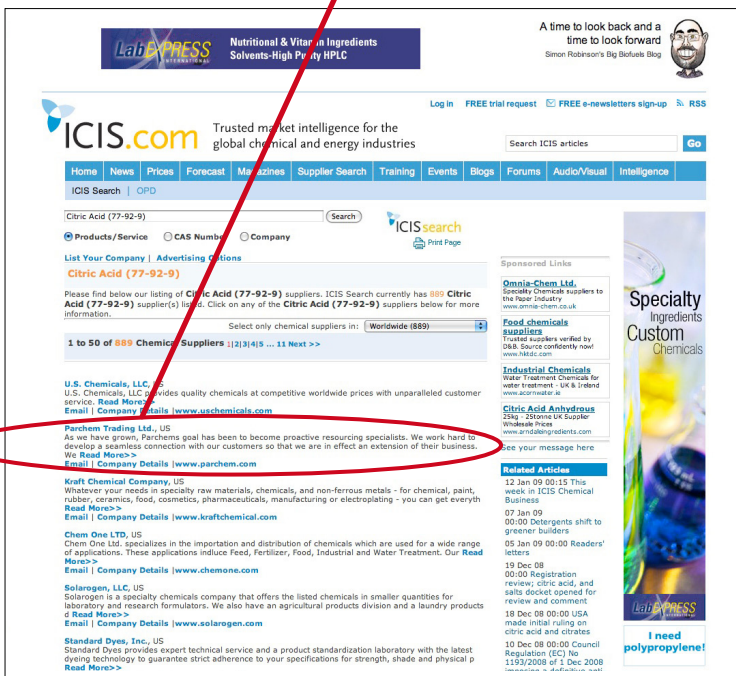 LabExPRESS
INTERNATIONAL
Nutritional & Vitamin Ingredients
Solvents-High Purity HPLC
A time to look back and a
time to look forward
Simon Robinson's Big Biofuels Blog
Log in FREE trial request FREE e-newsletters sign-up RSS
ICIS.com
Trusted market intelligence for the
global chemical and energy industries
Search ICIS articles Go
Home News Prices Forecast Magazines Supplier Search Training Events Blogs Forums Audio/Visual Intelligence
ICIS Search | OPD
Citric Acid (77-92-9) Search
Products/Service CAS Number Company
ICIS search
Print Page
List Your Company | Advertising Options
Citric Acid (77-92-9)
Please find below our listing of Citric Acid (77-92-9) suppliers. ICIS Search currently has 889 Citric
Acid (77-92-9) supplier(s) listed. Click on any of the Citric Acid (77-92-9) suppliers below for more
information.
Select only chemical suppliers in: Worldwide (889)
1 to 50 of 889 Chemical Suppliers 1|2|3|4|5 ... 11 Next >>
U.S. Chemicals, LLC, US
U.S. Chemicals, LLC provides quality chemicals at competitive worldwide prices with unparalleled customer
service. Read More>>
Email | Company Details |www.uschemicals.com
Parchem Trading Ltd., US
As we have grown, Parchems goal has been to become proactive resourcing specialists. We work hard to
develop a seamless connection with our customers so that we are in effect an extension of their business.
We Read More>>
Email | Company Details |www.parchem.com
Kraft Chemical Company, US
Whatever your needs in specialty raw materials, chemicals, and non-ferrous metals - for chemical, paint,
rubber, ceramics, food, cosmetics, pharmaceuticals, manufacturing or electroplating - you can get everyth
Read More>>
Email | Company Details |www.kraftchemical.com
Chem One LTD, US
Chem One Ltd. specializes in the importation and distribution of chemicals which are used for a wide range
of applications. These applications indluce Feed, Fertilizer, Food, Industrial and Water Treatment. Our Read
More>>
Email | Company Details |www.chemone.com
Solarogen, LLC, US
Solarogen is a specialty chemicals company that offers the listed chemicals in smaller quantities for
laboratory and research formulators. We also have an agricultural products division and a laundry products
d Read More>>
Email | Company Details |www.solarogen.com
Standard Dyes, Inc., US
Standard Dyes provides expert technical service and a product standardization laboratory with the latest
dyeing technology to guarantee strict adherence to your specifications for strength, shade and physical p
Read More>>
Sponsored Links
Omnia-Chem Ltd.
Speciality Chemicals suppliers to
the Paper Industry
www.omnie-chem.co.uk
Food chemicals
suppliers
Trusted suppliers verified by
D&B. Source confidently now!
www.hktdc.com
Industrial Chemicals
Water Treatment Chemicals for
water treatment - UK & Ireland
www.acornwater.ie
Citric Acid Anhydrous
25kg - 25tonne UK Supplier
Wholesale Prices
www.arndaleingredients.com
See your message here
Related Articles
12 Jan 09 00:15 This
week in ICIS Chemical
Business
07 Jan 09
00:00 Detergents shift to
greener builders
05 Jan 09 00:00 Readers'
letters
19 Dec 08
00:00 Registration
review; citric acid, and
salts docket opened for
review and comment
18 Dec 08 00:00 USA
made initial ruling on
citric acid and citrates
10 Dec 08 00:00 Council
Regulation (EC) No
1193/2008 of 1 Dec 2008
imposing a definitive anti
Specialty
Ingredients
Custom
Chemicals
LabExPRESS
INTERNATIONAL
I need
polypropylene!